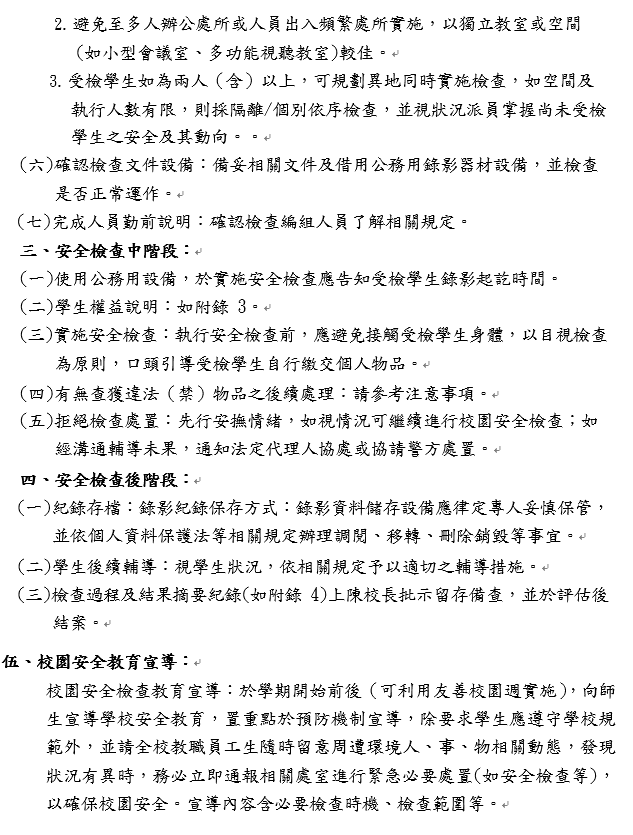 2. 避免至多人辦公處所或人員出入頻繁處所實施，以獨立教室或空間
(如小型會議室、多功能視聽教室)較佳。
3. 受檢學生如為兩人（含）以上，可規劃異地同時實施檢查，如空間及
執行人數有限，則採隔離/個別依序檢查，並視狀況派員掌握尚未受檢
學生之安全及其動向。。
(六)確認檢查文件設備：備妥相關文件及借用公務用錄影器材設備，並檢查
是否正常運作。
(七)完成人員勤前說明：確認檢查編組人員了解相關規定。
三、安全檢查中階段：
(一)使用公務用設備，於實施安全檢查應告知受檢學生錄影起訖時間。
(二)學生權益說明：如附錄 3。
(三)實施安全檢查：執行安全檢查前，應避免接觸受檢學生身體，以目視檢查
為原則，口頭引導受檢學生自行繳交個人物品。
(四)有無查獲違法（禁）物品之後續處理：請參考注意事項。
(五)拒絕檢查處置：先行安撫情緒，如視情況可繼續進行校園安全檢查；如
經溝通輔導未果，通知法定代理人協處或協請警方處置。
四、安全檢查後階段：
(一)紀錄存檔：錄影紀錄保存方式：錄影資料儲存設備應律定專人妥慎保管，
並依個人資料保護法等相關規定辦理調閱、移轉、刪除銷毀等事宜。
(二)學生後續輔導：視學生狀況，依相關規定予以適切之輔導措施。
(三)檢查過程及結果摘要紀錄(如附錄 4)上陳校長批示留存備查，並於評估後
結案。
伍、校園安全教育宣導：
校園安全檢查教育宣導：於學期開始前後（可利用友善校園週實施)，向師
生宣導學校安全教育，置重點於預防機制宣導，除要求學生應遵守學校規
範外，並請全校教職員工生隨時留意周遭環境人、事、物相關動態，發現
狀況有異時，務必立即通報相關處室進行緊急必要處置(如安全檢查等)，
以確保校園安全。宣導內容含必要檢查時機、檢查範圍等。